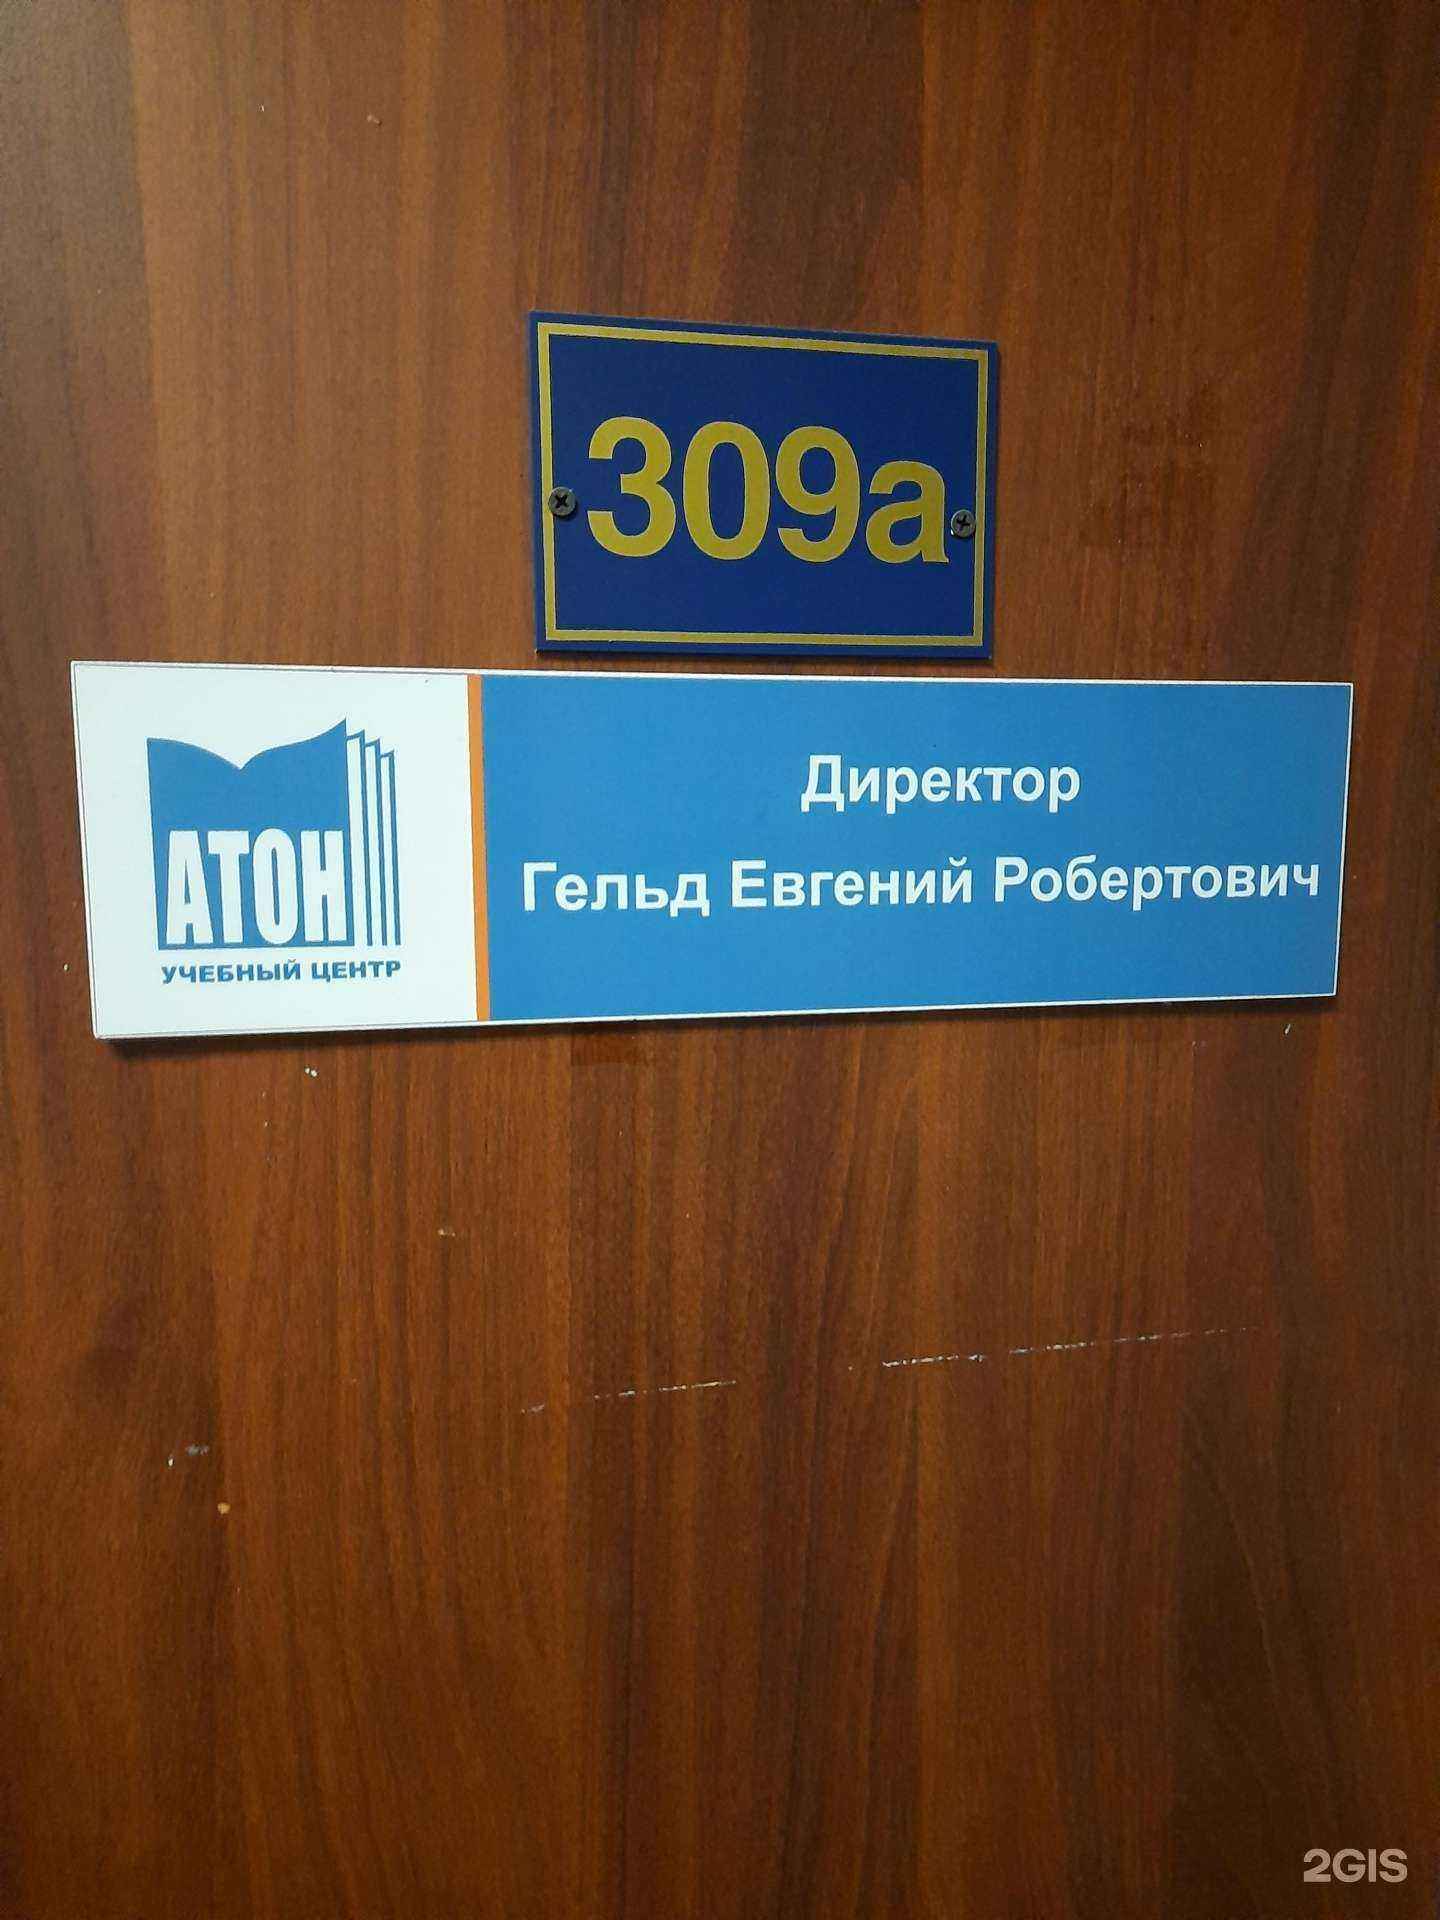 309а
Директор
Гельд Евгений Робертович
АТОН
УЧЕБНЫЙ ЦЕНТР
2GIS